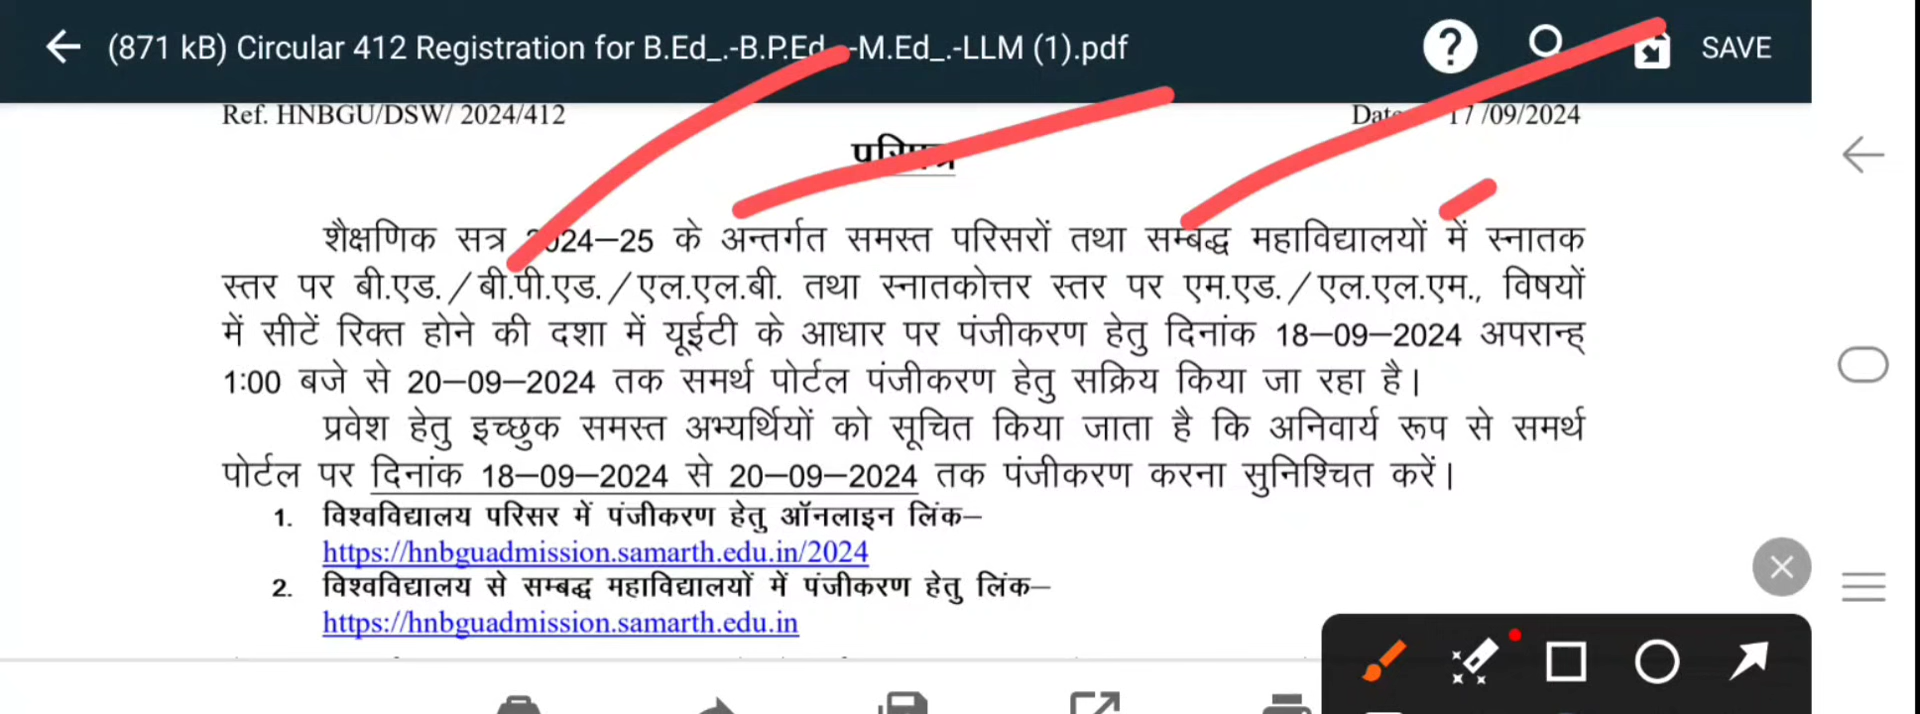 (871 kB) Circular 412 Registration for B.Ed_.-B.P.Ed_.-M.Ed_.-LLM (1).pdf
SAVE
Ref. HNBGU/DSW/ 2024/412
Date 17/09/2024
परिपत्र
शैक्षणिक सत्र 2024–25 के अन्तर्गत समस्त परिसरों तथा सम्बद्ध महाविद्यालयों में स्नातक
स्तर पर बी.एड./बी.पी.एड./एल.एल.बी. तथा स्नातकोत्तर स्तर पर एम.एड./एल.एल.एम., विषयों
में सीटें रिक्त होने की दशा में यूईटी के आधार पर पंजीकरण हेतु दिनांक 18–09–2024 अपरान्ह्
1:00 बजे से 20–09–2024 तक समर्थ पोर्टल पंजीकरण हेतु सक्रिय किया जा रहा है।
प्रवेश हेतु इच्छुक समस्त अभ्यर्थियों को सूचित किया जाता है कि अनिवार्य रूप से समर्थ
पोर्टल पर दिनांक 18–09–2024 से 20–09–2024 तक पंजीकरण करना सुनिश्चित करें।
1. विश्वविद्यालय परिसर में पंजीकरण हेतु ऑनलाइन लिंक–
https://hnbguadmission.samarth.edu.in/2024
2. विश्वविद्यालय से सम्बद्ध महाविद्यालयों में पंजीकरण हेतु लिंक–
https://hnbguadmission.samarth.edu.in